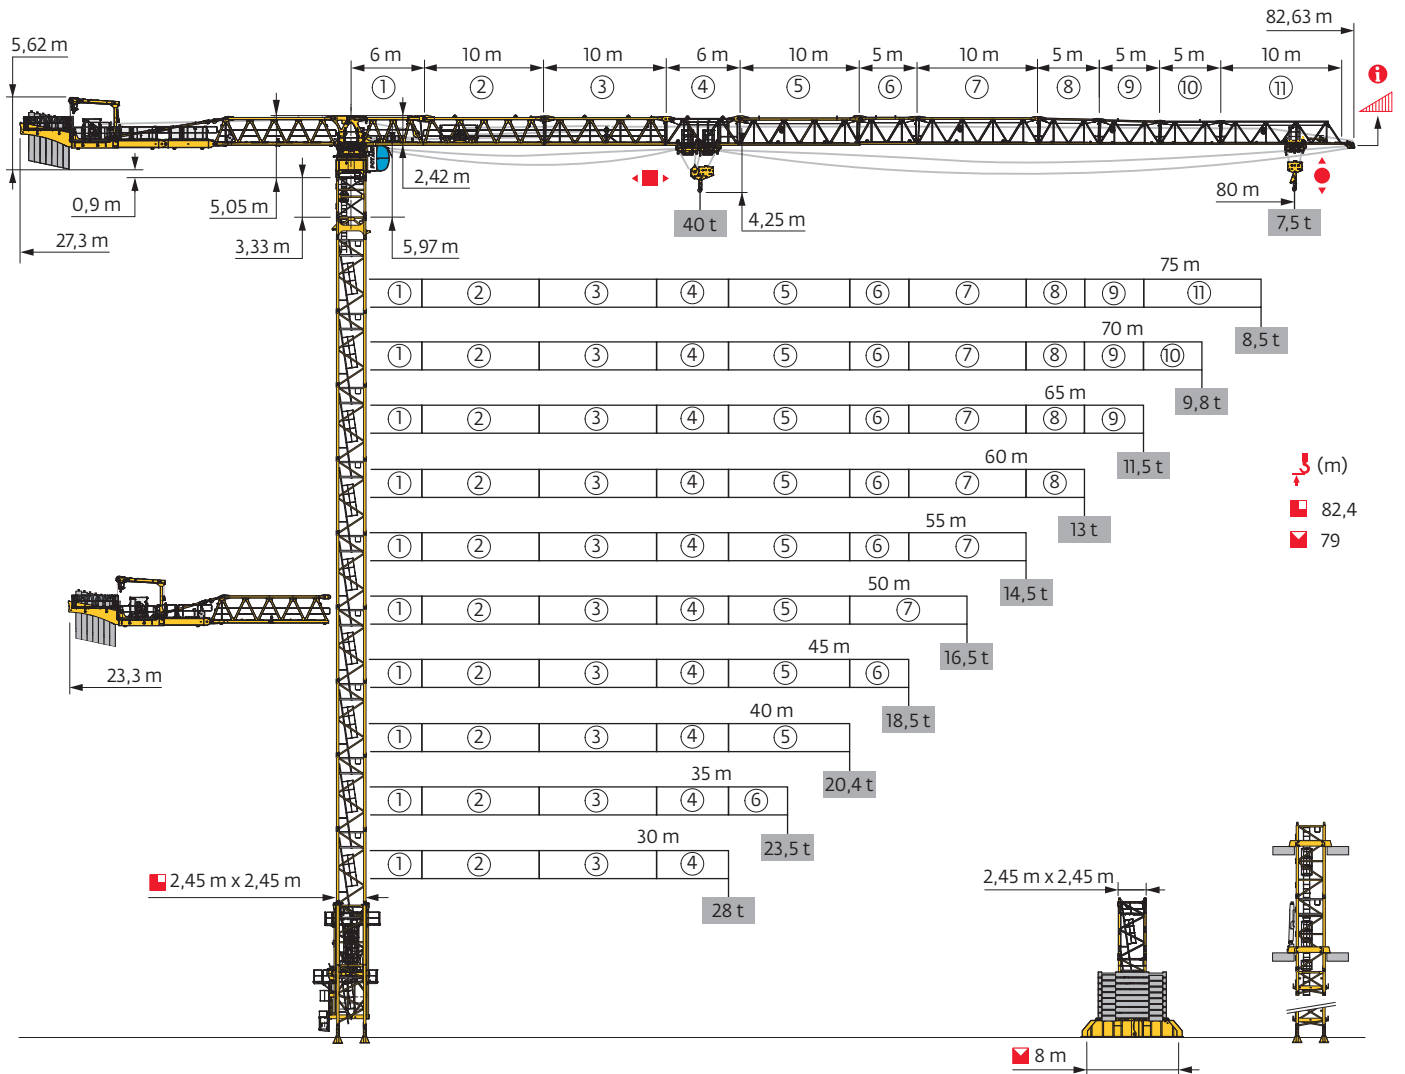 82,63 m
5,62 m
6 m 10 m 10 m 6 m 10 m 5 m 10 m 5 m 5 m 5 m 10 m
1 2 3 4 5 6 7 8 9 10 11
i
2,42 m
0,9 m 5,05 m 80 m
40 t 4,25 m 7,5 t
27,3 m 3,33 m 5,97 m
75 m
1 2 3 4 5 6 7 8 9 11
8,5 t
70 m
1 2 3 4 5 6 7 8 9 10
9,8 t
65 m
1 2 3 4 5 6 7 8 9
11,5 t
(m)
60 m
1 2 3 4 5 6 7 8
82,4
13 t
79
55 m
1 2 3 4 5 6 7
14,5 t
50 m
1 2 3 4 5 7
16,5 t
45 m
1 2 3 4 5 6
23,3 m
18,5 t
40 m
1 2 3 4 5
20,4 t
35 m
1 2 3 4 6
23,5 t
30 m
1 2 3 4
2,45 m x 2,45 m
28 t
2,45 m x 2,45 m
8 m